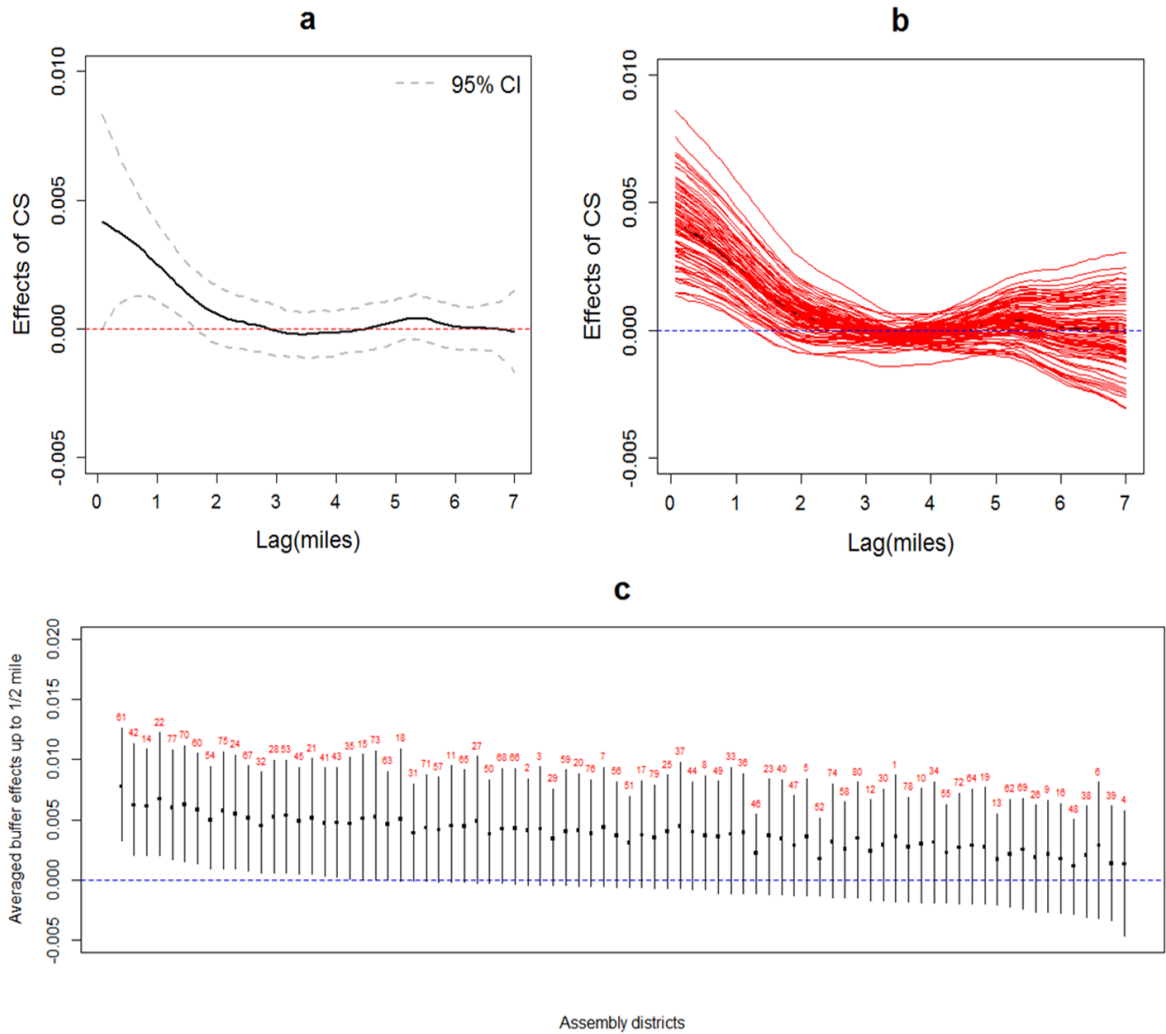 a
b
0.010
0.005
0.000
-0.005
Effects of CS
95% CI
0 1 2 3 4 5 6 7
Lag(miles)
0.010
0.005
0.000
-0.005
Effects of CS
0 1 2 3 4 5 6 7
Lag(miles)
c
0.020
0.015
0.010
0.005
0.000
-0.005
Averaged buffer effects up to 1/2 mile
61 42 14 22 77 70 60 54 75 24 67 32 28 53 45 21 41 43 35 15 73 63 18 31 71 57 11 65 27 50 68 66 2 3 29 59 20 76 7 56 51 17 79 25 37 44 8 49 33 36 46 23 40 47 5 52 74 58 80 12 30 1 78 10 34 55 72 64 19 13 62 69 26 9 16 48 38 6 39 4
Assembly districts